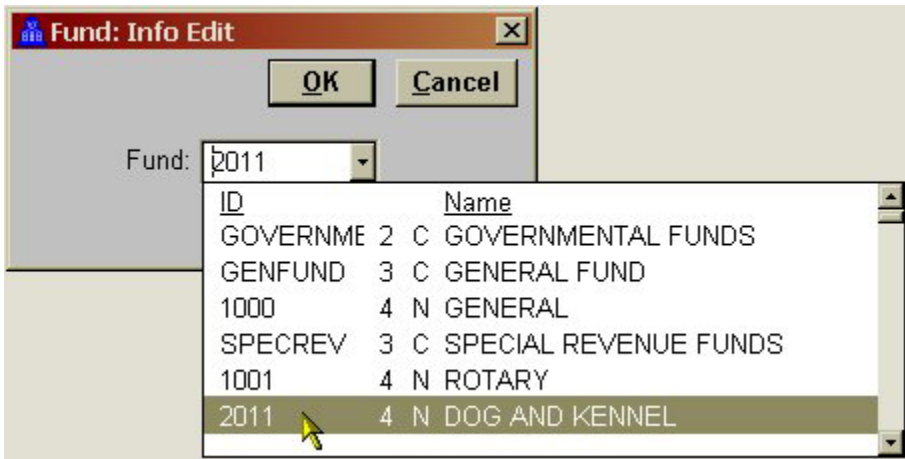 Fund: Info Edit
OK Cancel
Fund: 2011
ID Name
GOVERNME 2 C GOVERNMENTAL FUNDS
GENFUND 3 C GENERAL FUND
1000 4 N GENERAL
SPECREV 3 C SPECIAL REVENUE FUNDS
1001 4 N ROTARY
2011 4 N DOG AND KENNEL